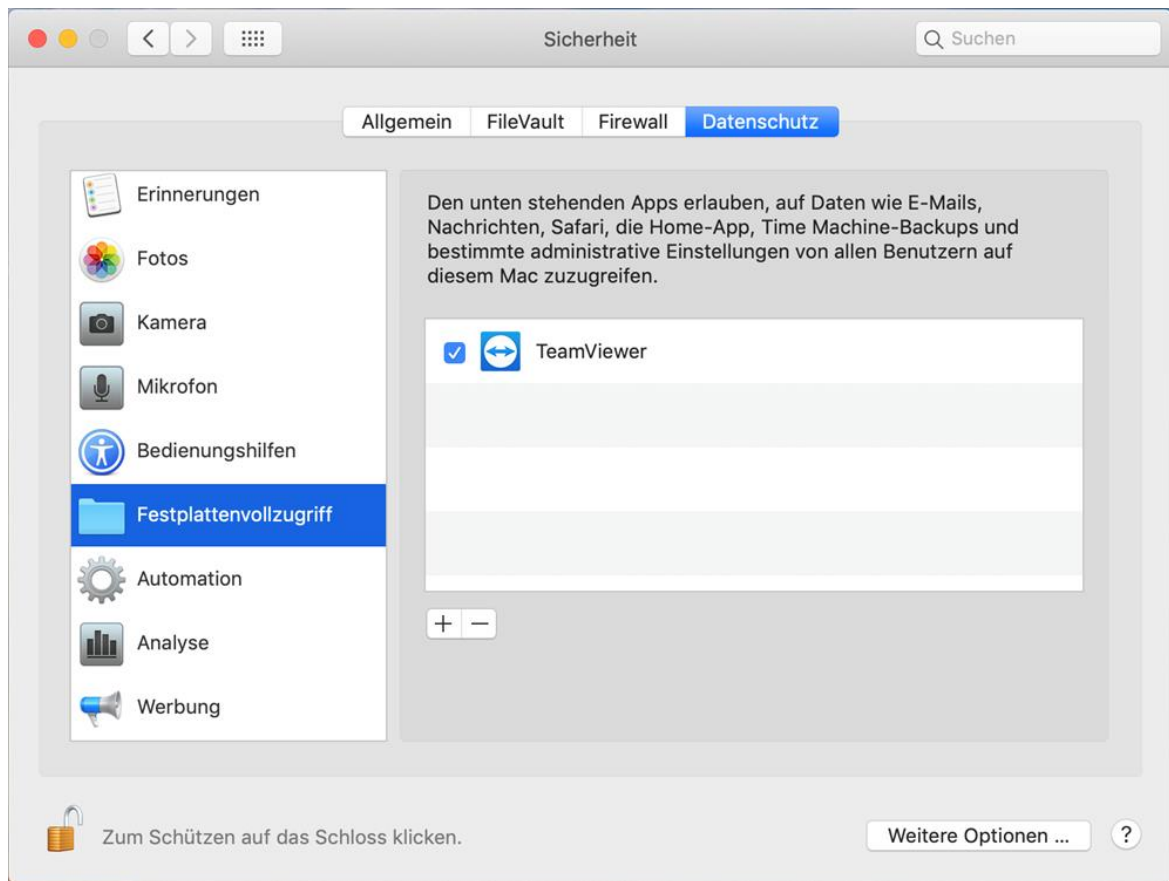 Sicherheit
Suchen
Allgemein FileVault Firewall Datenschutz
Erinnerungen
Fotos
Kamera
Mikrofon
Bedienungshilfen
Festplattenvollzugriff
Automation
Analyse
Werbung
Den unten stehenden Apps erlauben, auf Daten wie E-Mails,
Nachrichten, Safari, die Home-App, Time Machine-Backups und
bestimmte administrative Einstellungen von allen Benutzern auf
diesem Mac zuzugreifen.
TeamViewer
+ −
Zum Schützen auf das Schloss klicken.
Weitere Optionen ...
?